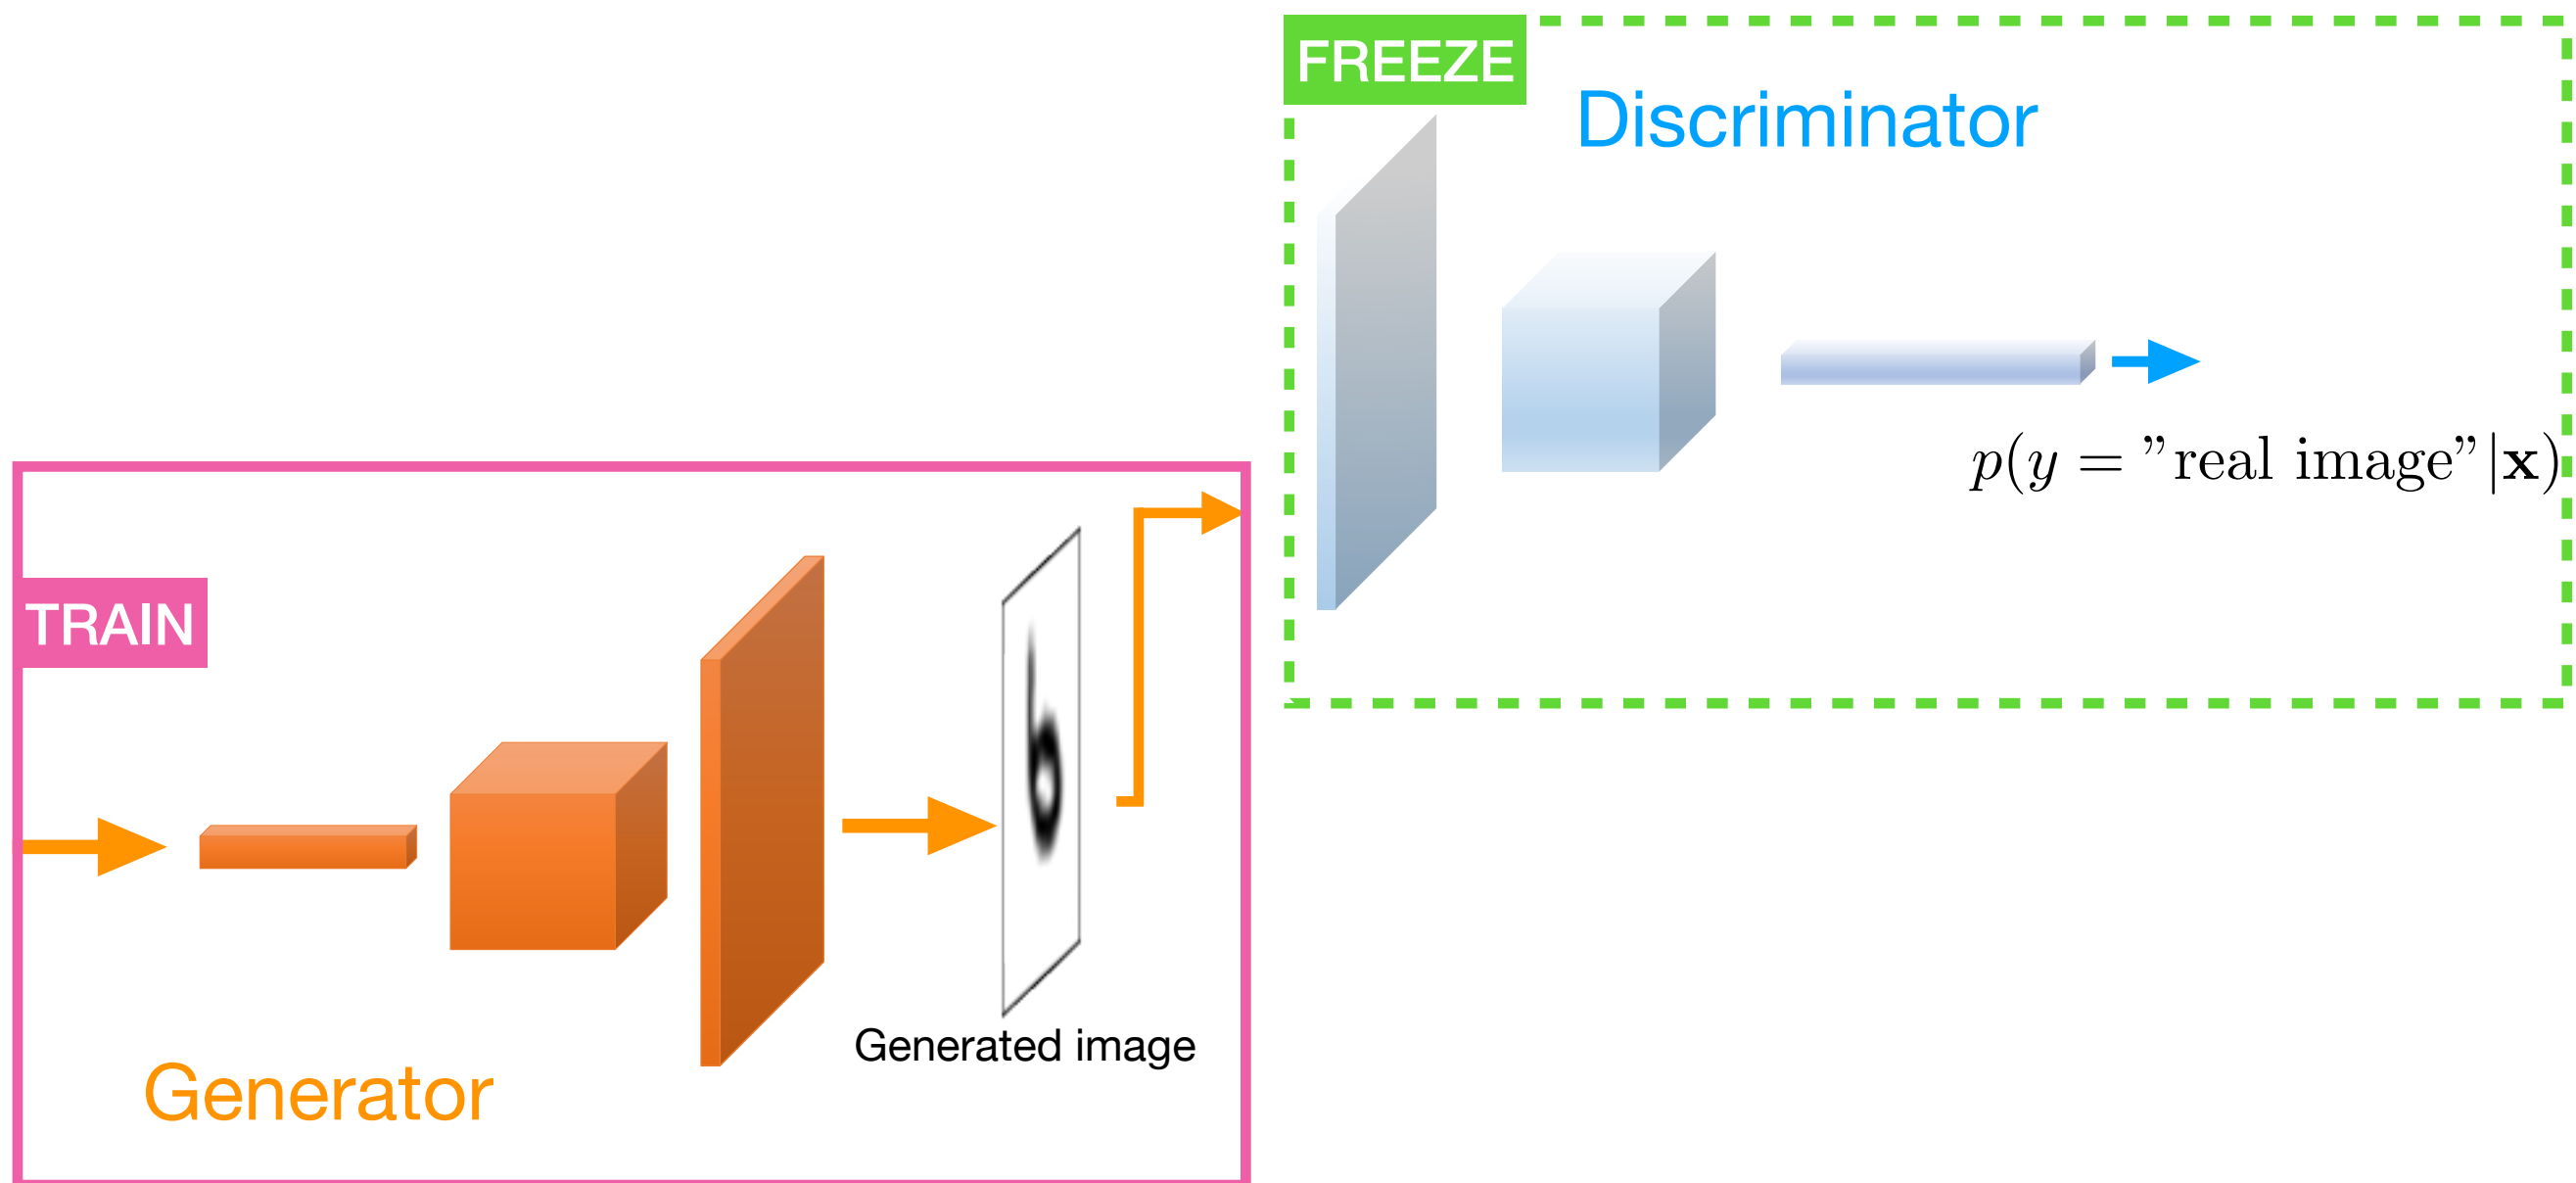 FREEZE
Discriminator
p(y = ”real image”|x)
TRAIN
Generated image
Generator